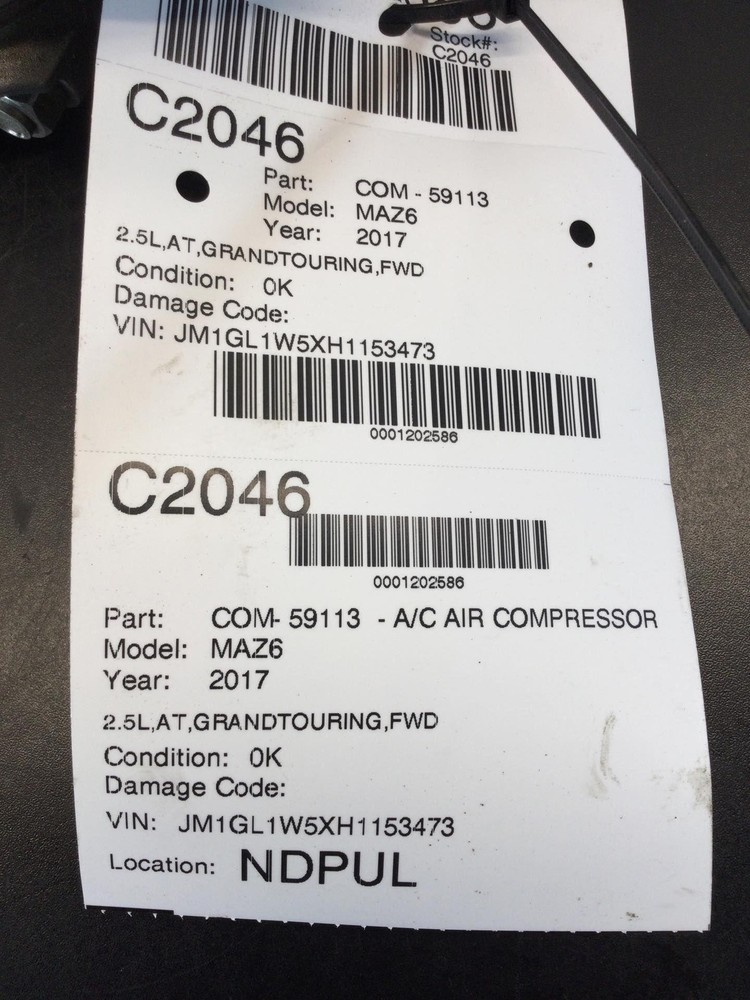 Stock#:
C2046
C2046
Part: COM - 59113
Model: MAZ6
Year: 2017
2.5L,AT,GRANDTOURING,FWD
Condition: 0K
Damage Code:
VIN: JM1GL1W5XH1153473
0001202586
C2046
0001202586
Part: COM- 59113 - A/C AIR COMPRESSOR
Model: MAZ6
Year: 2017
2.5L,AT,GRANDTOURING,FWD
Condition: 0K
Damage Code:
VIN: JM1GL1W5XH1153473
Location: NDPUL